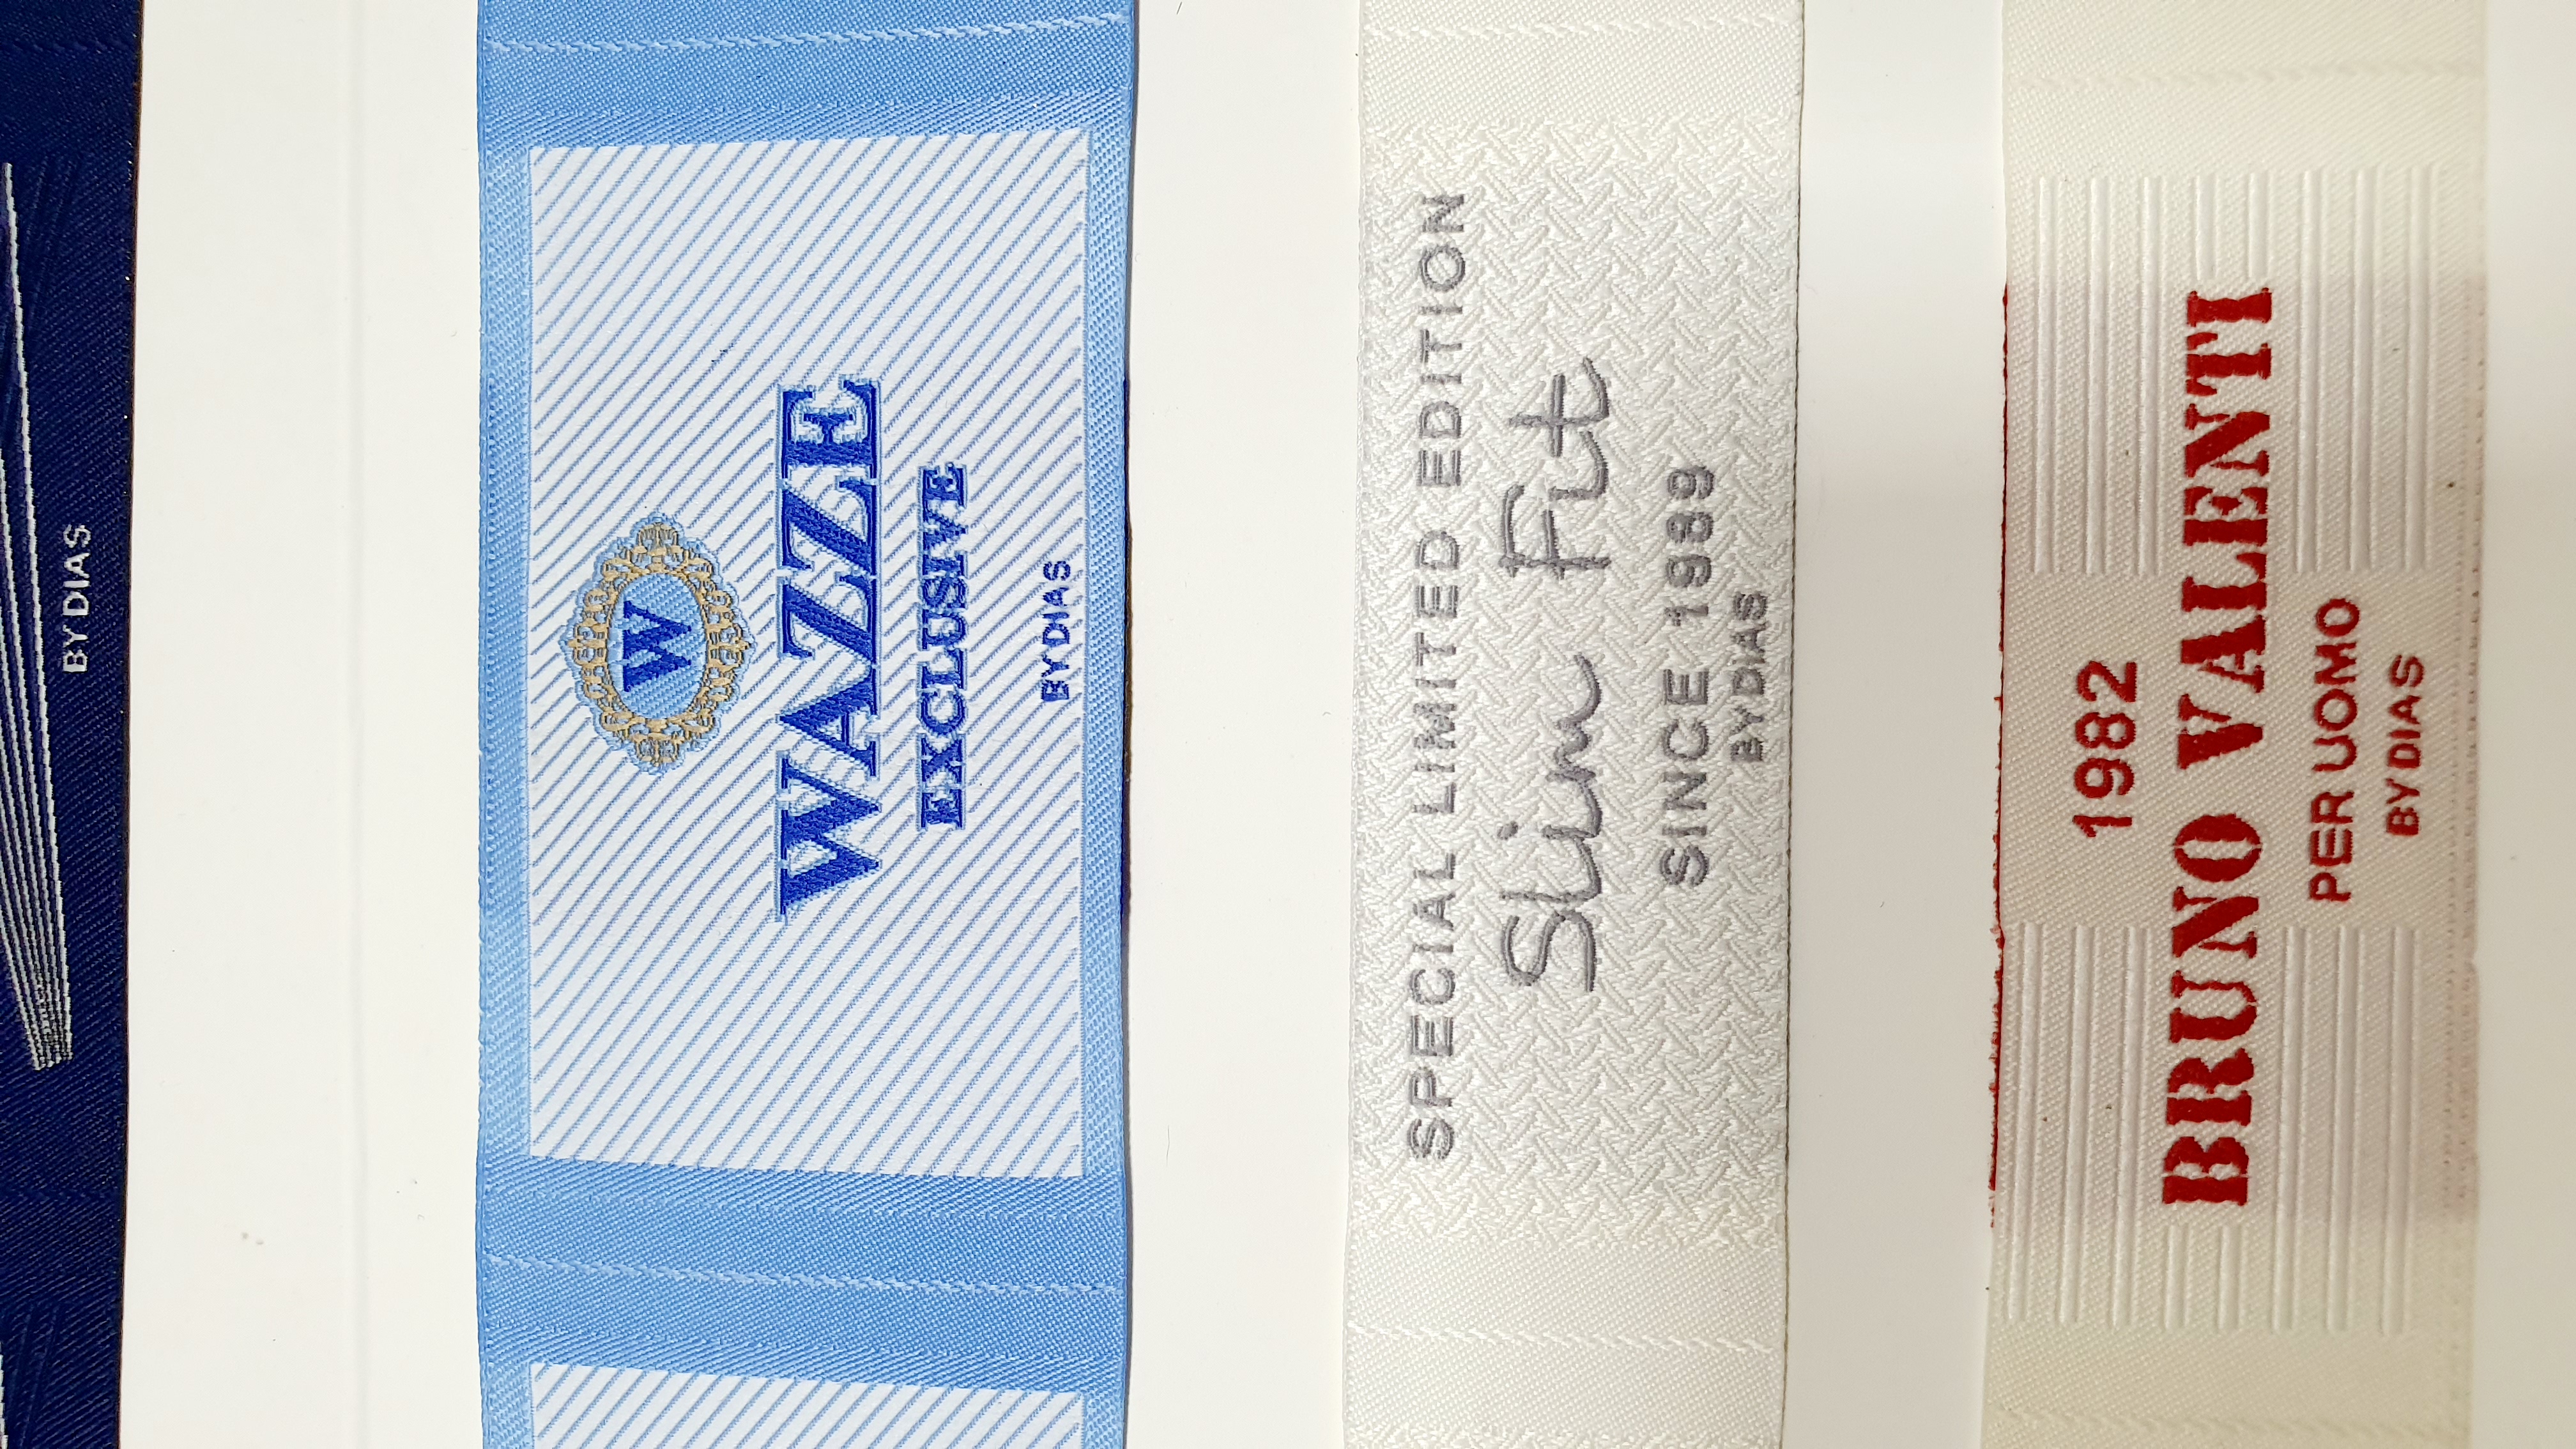 BY DIAS
W
WAZZE
EXCLUSIVE
BY DIAS
SPECIAL LIMITED EDITION
Slim Fit
SINCE 1989
BY DIAS
1982
BRUNO VALENTI
PER UOMO
BY DIAS